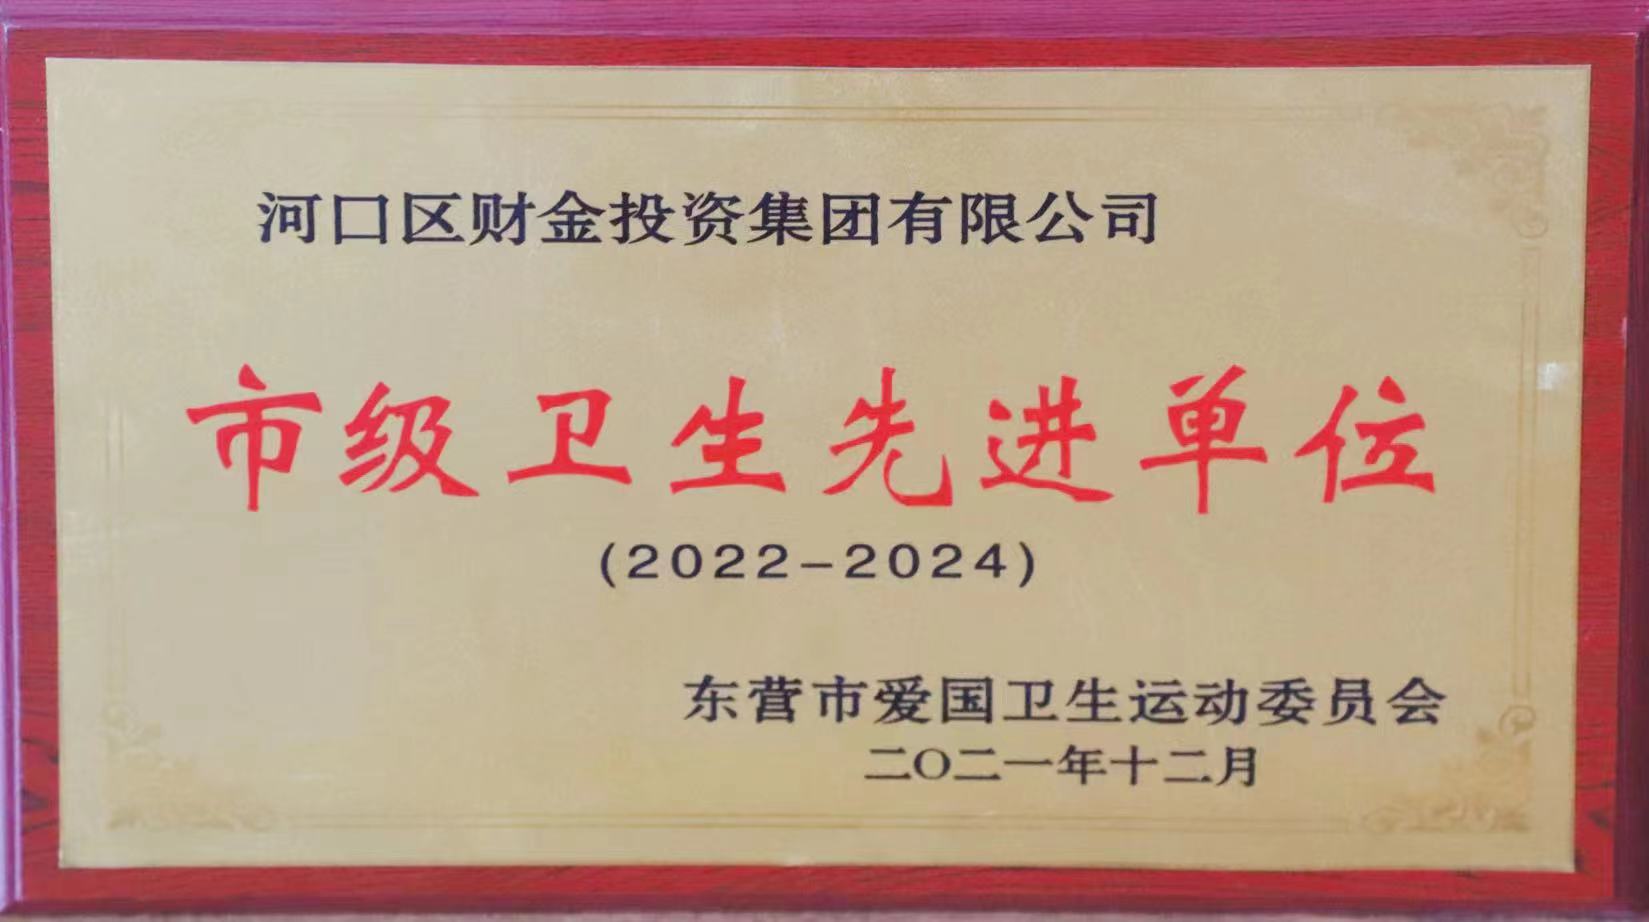 河口区财金投资集团有限公司
市级卫生先进单位
(2022-2024)
东营市爱国卫生运动委员会
二〇二一年十二月